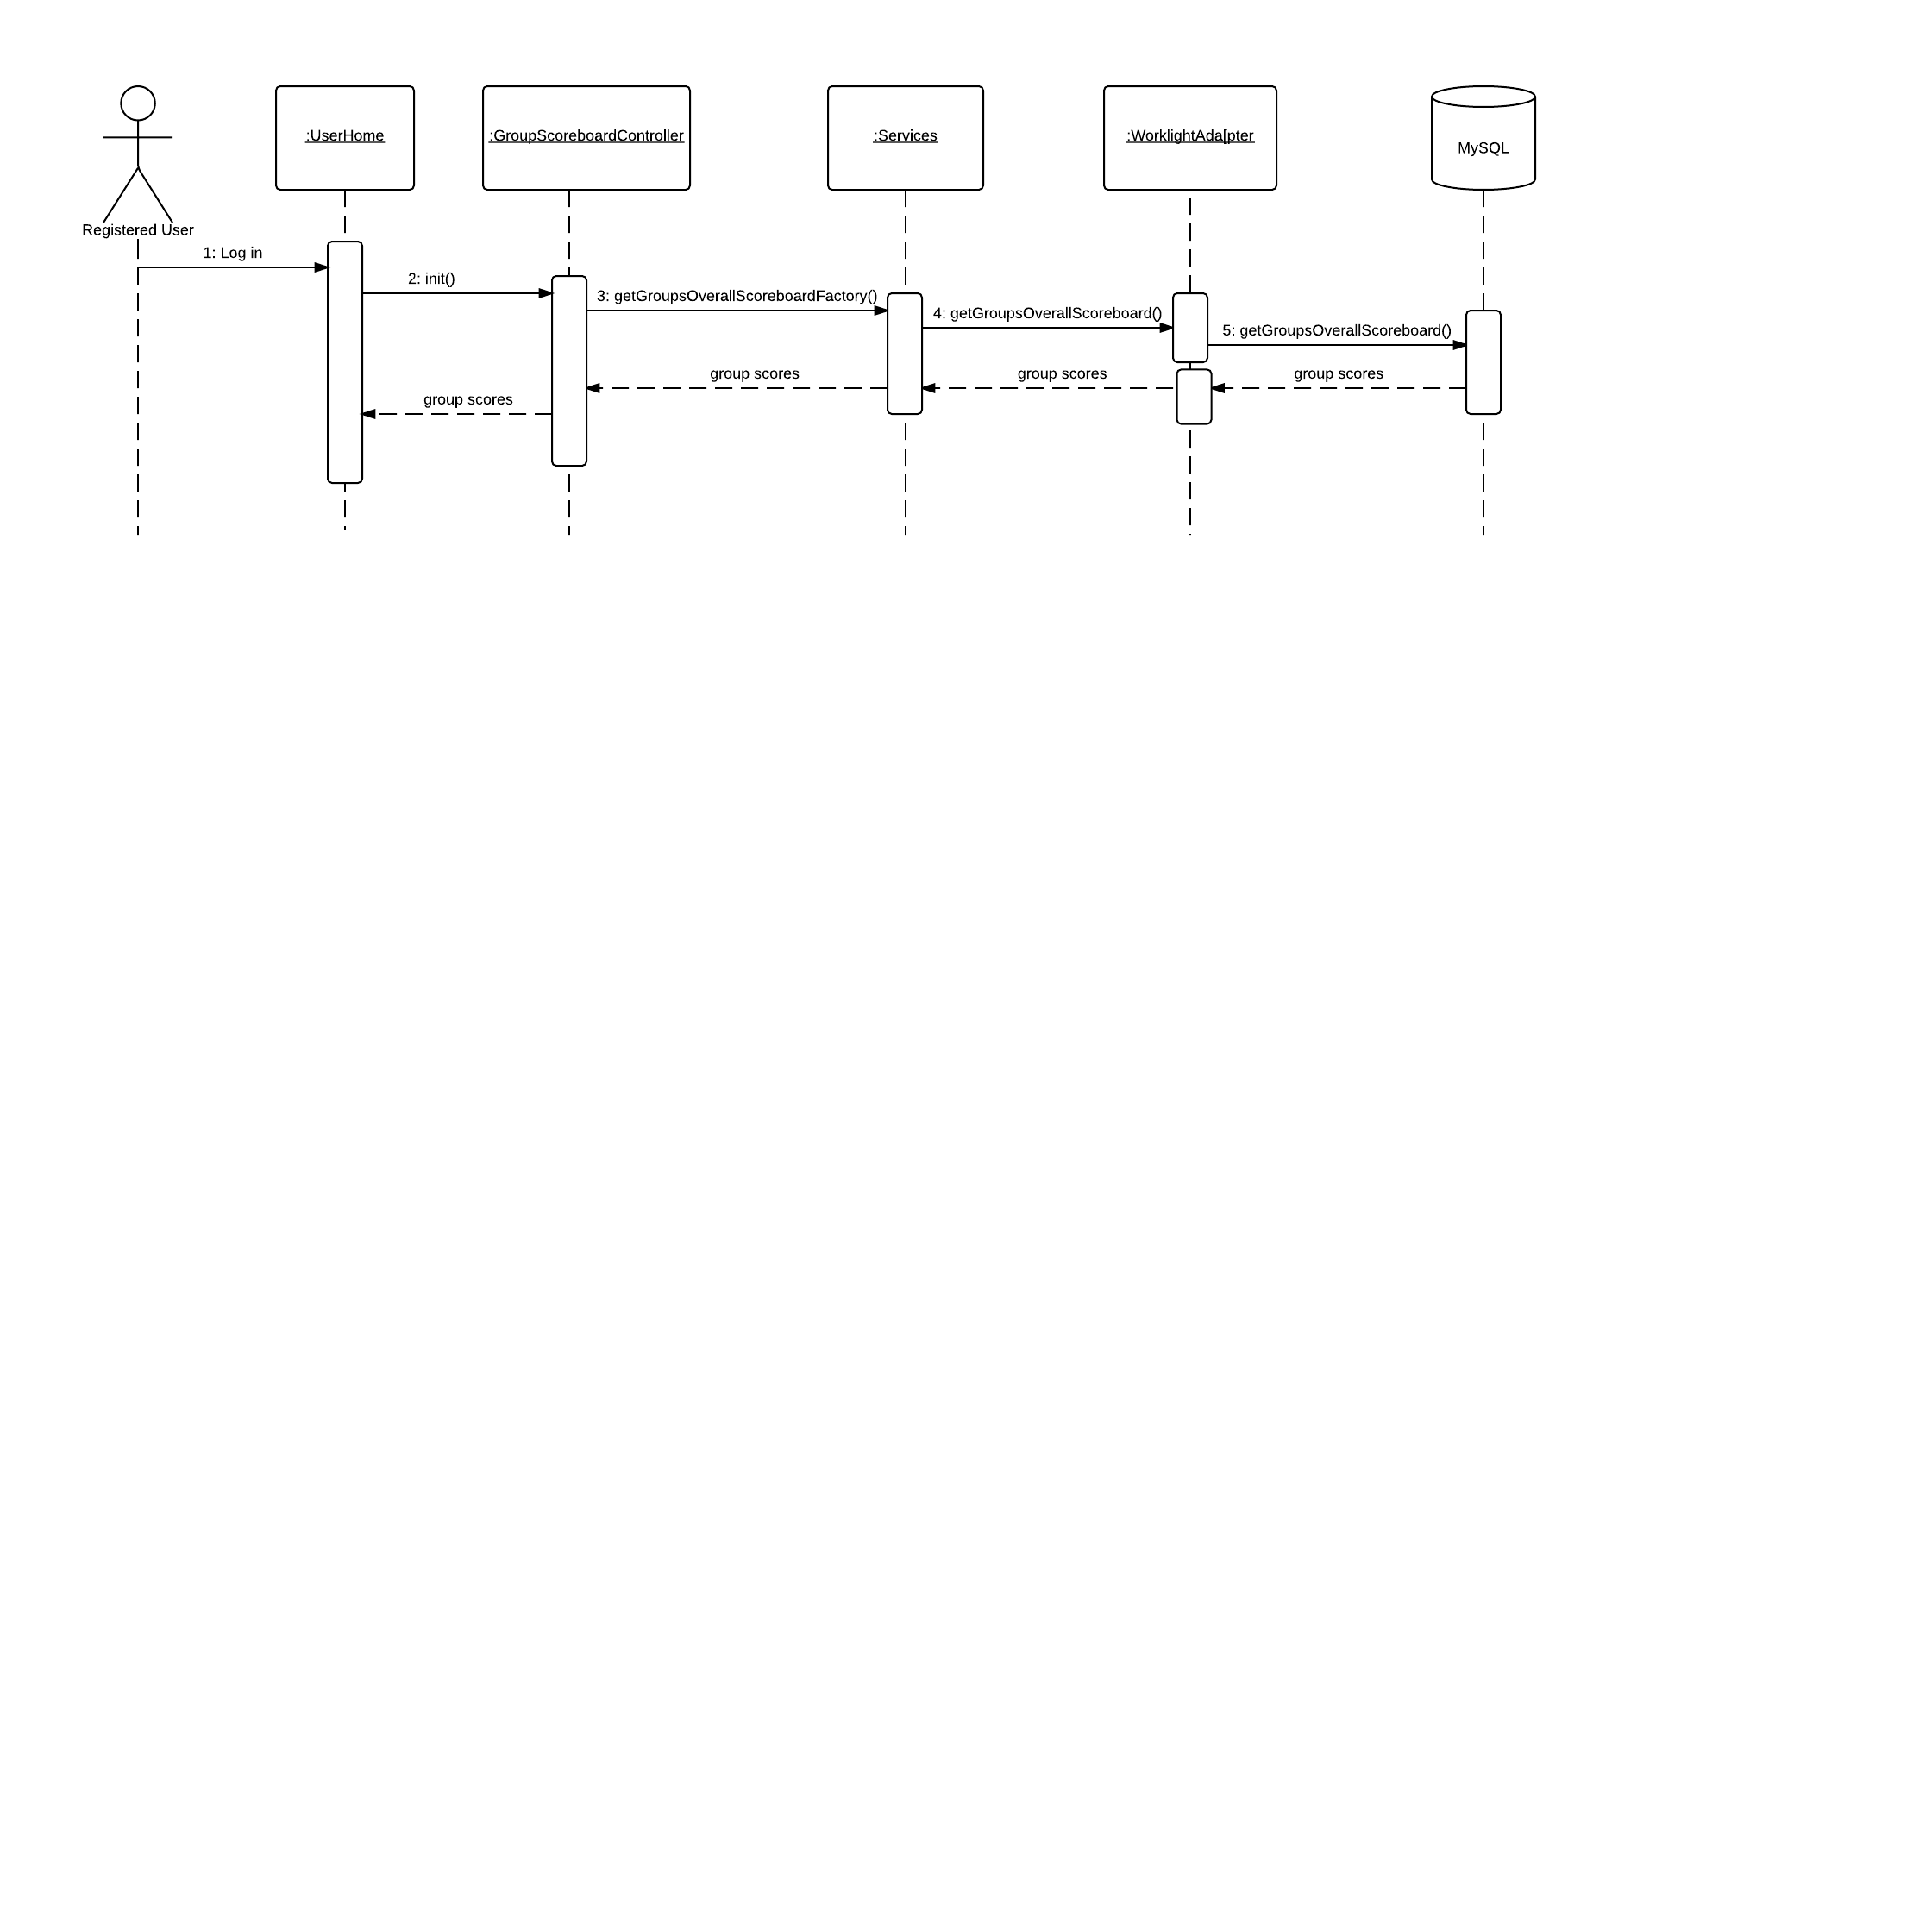 :UserHome
:GroupScoreboardController
:Services
:WorklightAda[pter
MySQL
Registered User
1: Log in
2: init()
3: getGroupsOverallScoreboardFactory()
4: getGroupsOverallScoreboard()
5: getGroupsOverallScoreboard()
group scores
group scores
group scores
group scores